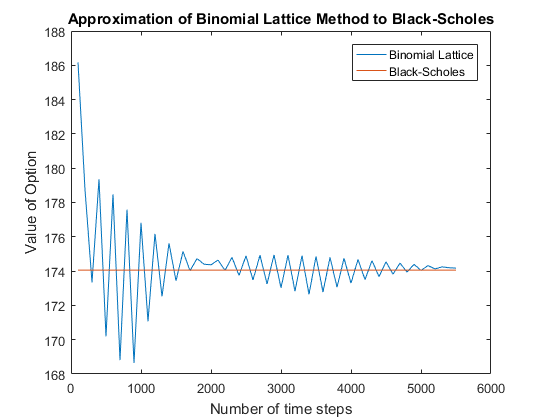 Approximation of Binomial Lattice Method to Black-Scholes
188
186
184
182
180
178
176
174
172
170
168
Value of Option
Binomial Lattice
Black-Scholes
0 1000 2000 3000 4000 5000 6000
Number of time steps